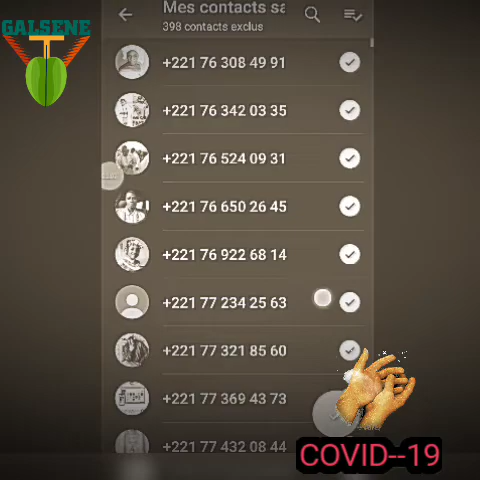 GALSENE
Mes contacts sa
398 contacts exclus
+221 76 308 49 91
+221 76 342 03 35
+221 76 524 09 31
+221 76 650 26 45
+221 76 922 68 14
+221 77 234 25 63
+221 77 321 85 60
+221 77 369 43 73
+221 77 432 08 44
COVID--19